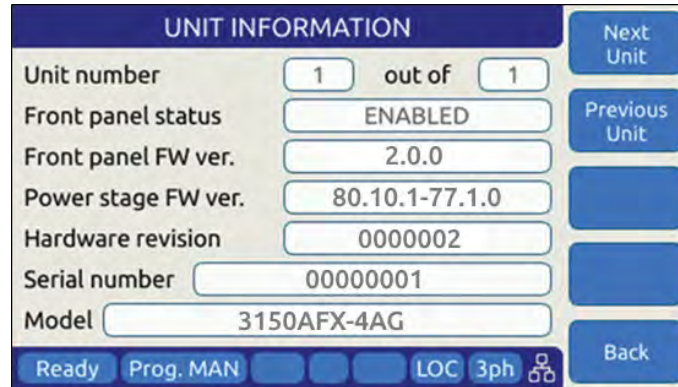 UNIT INFORMATION
Unit number 1 out of 1
Front panel status ENABLED
Front panel FW ver. 2.0.0
Power stage FW ver. 80.10.1-77.1.0
Hardware revision 0000002
Serial number 00000001
Model 3150AFX-4AG
Ready Prog. MAN LOC 3ph
Next
Unit
Previous
Unit
Back